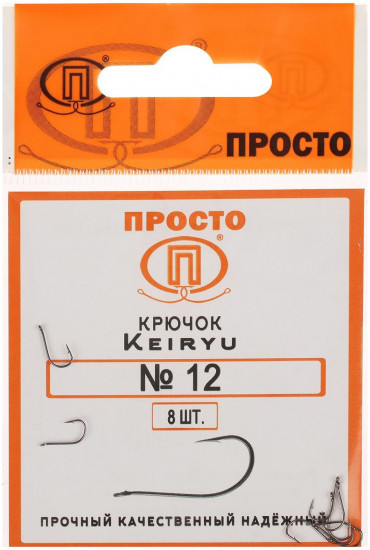 П®
ПРОСТО
ПРОСТО
П®
КРЮЧОК
KEIRYU
№ 12
8 ШТ.
ПРОЧНЫЙ КАЧЕСТВЕННЫЙ НАДЁЖНЫЙ